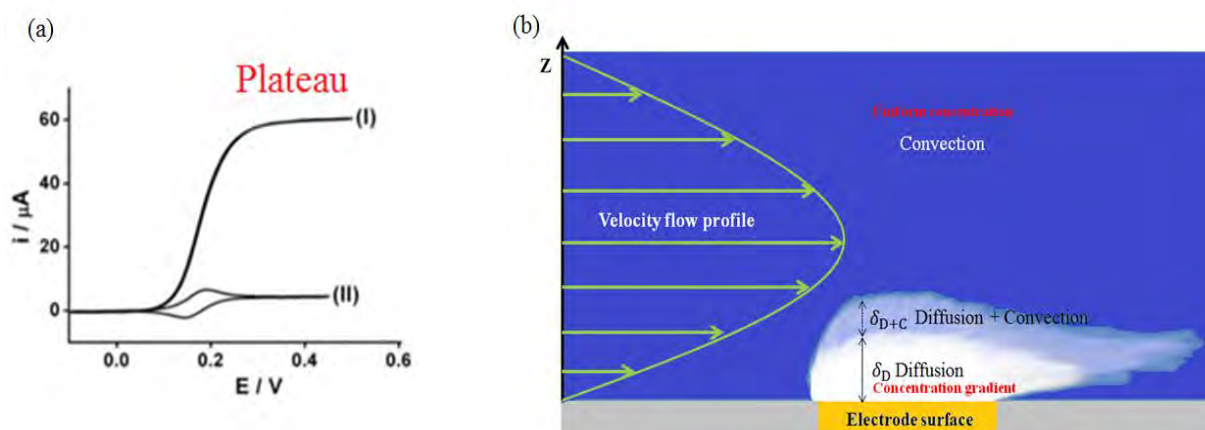 (a)
Plateau
60
40
20
0
(I)
(II)
i / µA
0.0 0.2 0.4 0.6
E / V
(b)
Z
Uniform concentration
Convection
Velocity flow profile
δD+C Diffusion + Convection
δD Diffusion
Concentration gradient
Electrode surface